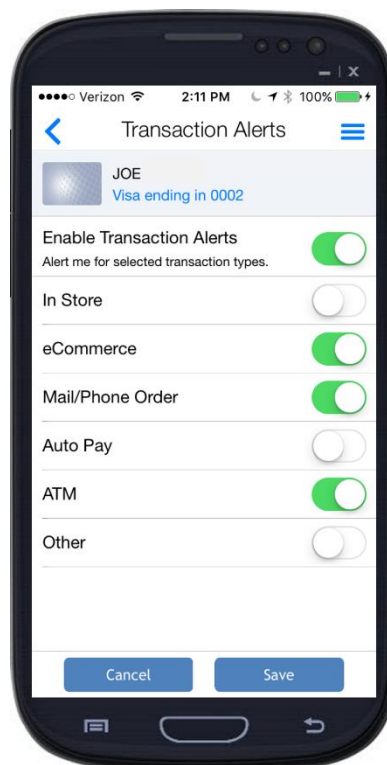 Verizon 2:11 PM 100%
Transaction Alerts
JOE
Visa ending in 0002
Enable Transaction Alerts
Alert me for selected transaction types.
In Store
eCommerce
Mail/Phone Order
Auto Pay
ATM
Other
Cancel Save